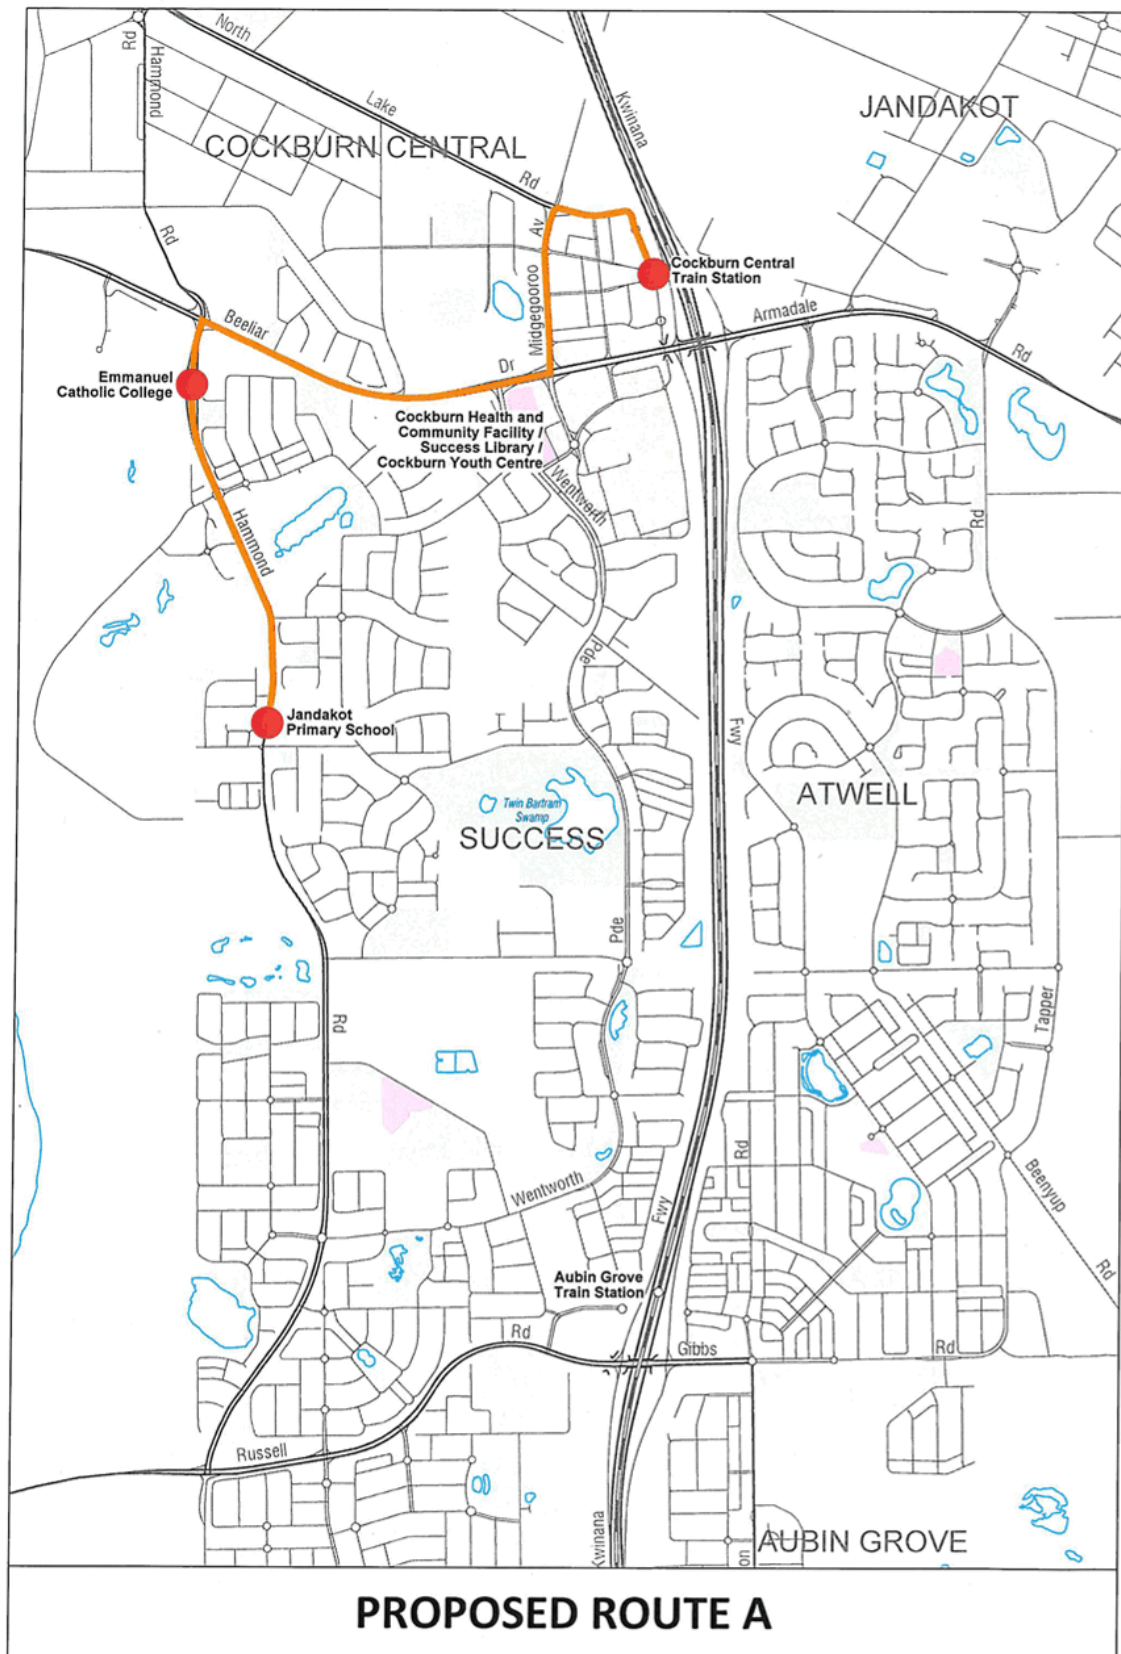 North
Rd
Hammond
Lake
Kwinana
JANDAKOT
COCKBURN CENTRAL
Rd
Av
Rd
Cockburn Central
Train Station
Midgegooroo
Armadale
Beeliar
Rd
Dr
Emmanuel
Catholic College
Cockburn Health and
Community Facility /
Success Library /
Cockburn Youth Centre
Wentworth
Rd
Hammond
Pde
Jandakot
Primary School
Fwy
ATWELL
Twin Bartram
Swamp
SUCCESS
Pde
Rd
Tapper
Rd
Beenyup
Wentworth
Fwy
Rd
Aubin Grove
Train Station
Rd
Gibbs
Rd
Russell
Kwinana
on
AUBIN GROVE
PROPOSED ROUTE A